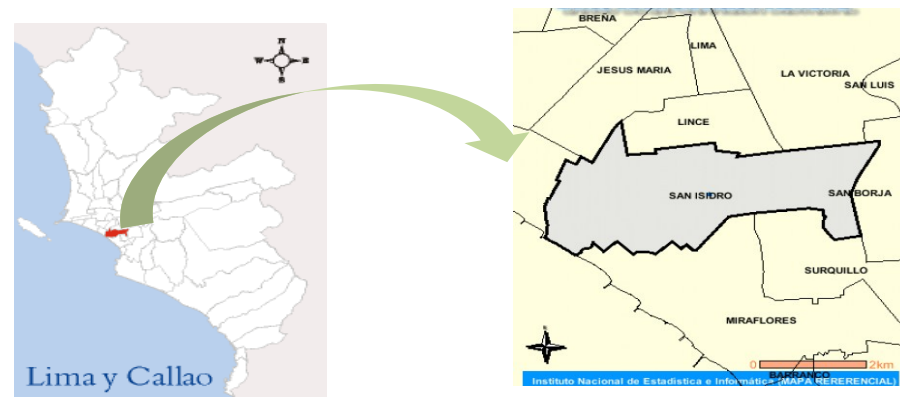 N
W
E
S
Lima y Callao
BREÑA
LIMA
JESUS MARIA
LA VICTORIA
SAN LUIS
LINCE
SAN ISIDRO
SAN BORJA
SURQUILLO
MIRAFLORES
0 2km
BARRANCO
Instituto Nacional de Estadística e Informática (MAPA RERERENCIAL)